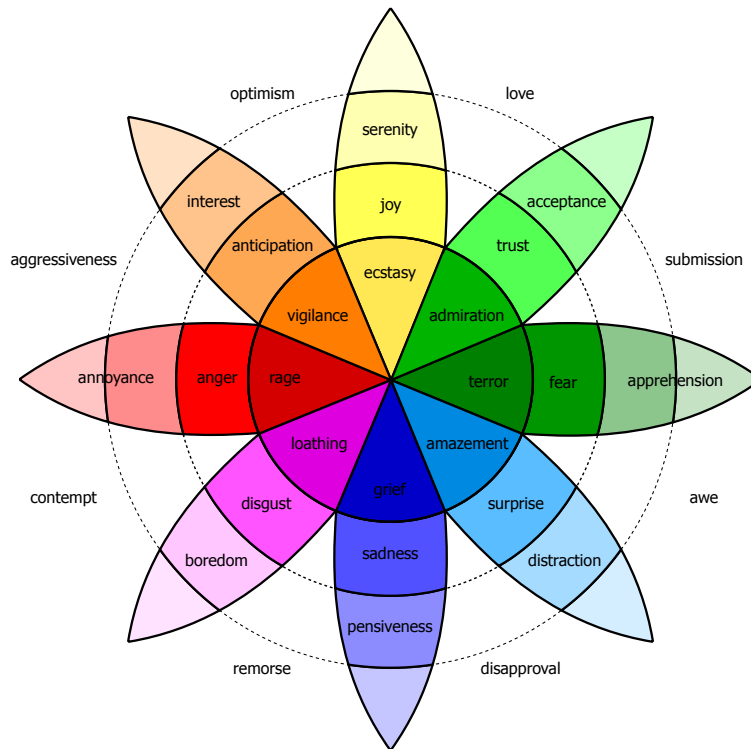 optimism
love
serenity
interest
acceptance
joy
anticipation
trust
aggressiveness
submission
ecstasy
vigilance
admiration
annoyance
anger
rage
terror
fear
apprehension
loathing
amazement
grief
contempt
disgust
surprise
awe
sadness
boredom
distraction
pensiveness
remorse
disapproval